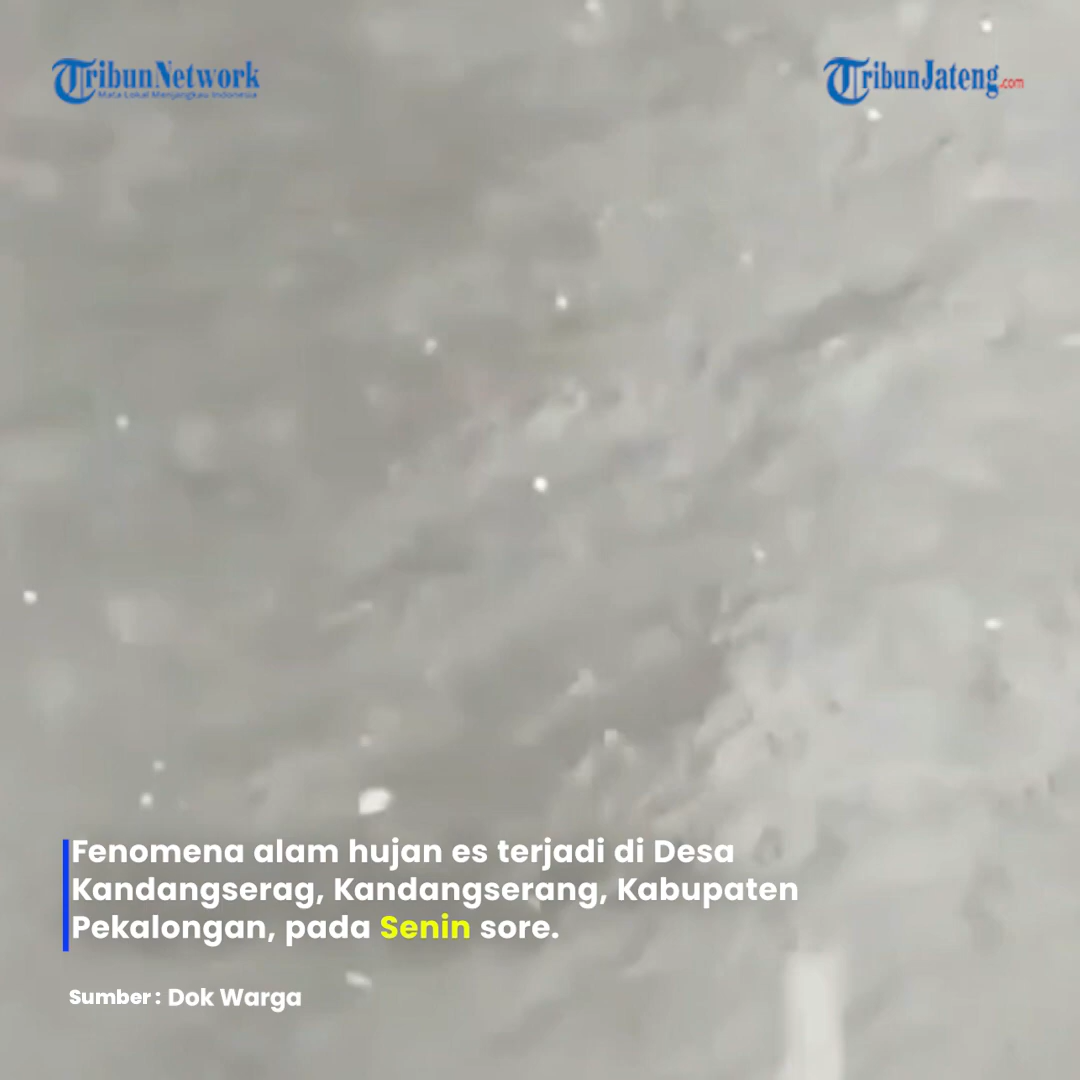 TribunNetwork
Mata Lokal Menjangkau Indonesia
TribunJateng.com
Fenomena alam hujan es terjadi di Desa
Kandangserag, Kandangserang, Kabupaten
Pekalongan, pada Senin sore.
Sumber : Dok Warga